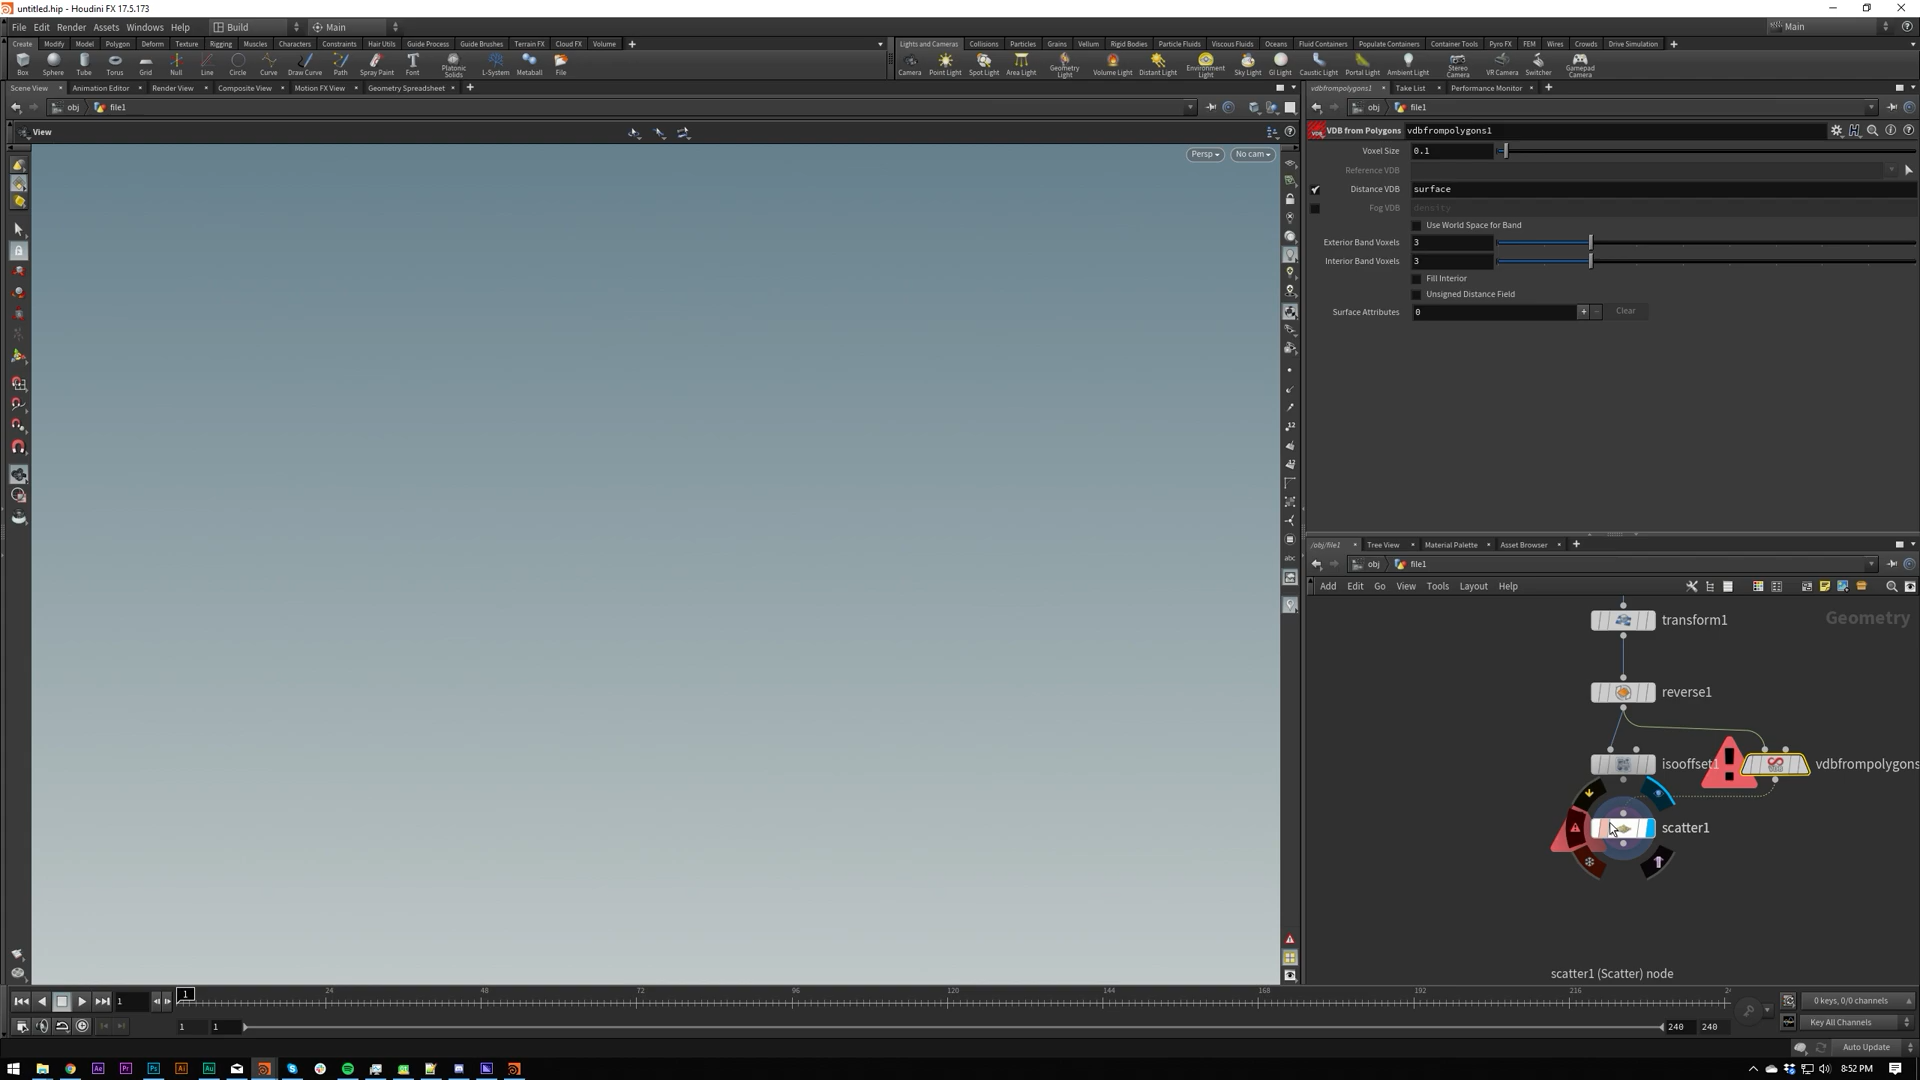 untitled.hip - Houdini FX 17.5.173
File Edit Render Assets Windows Help Build Main Main
Create Modify Model Polygon Deform Texture Rigging Muscles Characters Constraints Hair Utils Guide Process Guide Brushes Terrain FX Cloud FX Volume
Lights and Cameras Collisions Particles Grains Vellum Rigid Bodies Particle Fluids Viscous Fluids Oceans Fluid Containers Populate Containers Container Tools Pyro FX FEM Wires Crowds Drive Simulation
Box Sphere Tube Torus Grid Null Line Circle Curve Draw Curve Path Spray Paint Font Platonic Solids L-System Metaball File
Camera Point Light Spot Light Area Light Geometry Light Volume Light Distant Light Environment Light Sky Light GI Light Caustic Light Portal Light Ambient Light Stereo Camera VR Camera Switcher Gamepad Camera
Scene View Animation Editor Render View Composite View Motion FX View Geometry Spreadsheet
vdbfrompolygons1 Take List Performance Monitor
obj file1
obj file1
View
Persp No cam
VDB from Polygons vdbfrompolygons1
Voxel Size 0.1
Reference VDB
Distance VDB surface
Fog VDB density
Use World Space for Band
Exterior Band Voxels 3
Interior Band Voxels 3
Fill Interior
Unsigned Distance Field
Surface Attributes 0 Clear
/obj/file1 Tree View Material Palette Asset Browser
obj file1
Add Edit Go View Tools Layout Help
Geometry
transform1
reverse1
isooffset1
vdbfrompolygons
scatter1
scatter1 (Scatter) node
1 1 24 48 72 96 120 144 168 192 216 24
0 keys, 0/0 channels
1 1 240 240
Key All Channels
Auto Update
8:52 PM